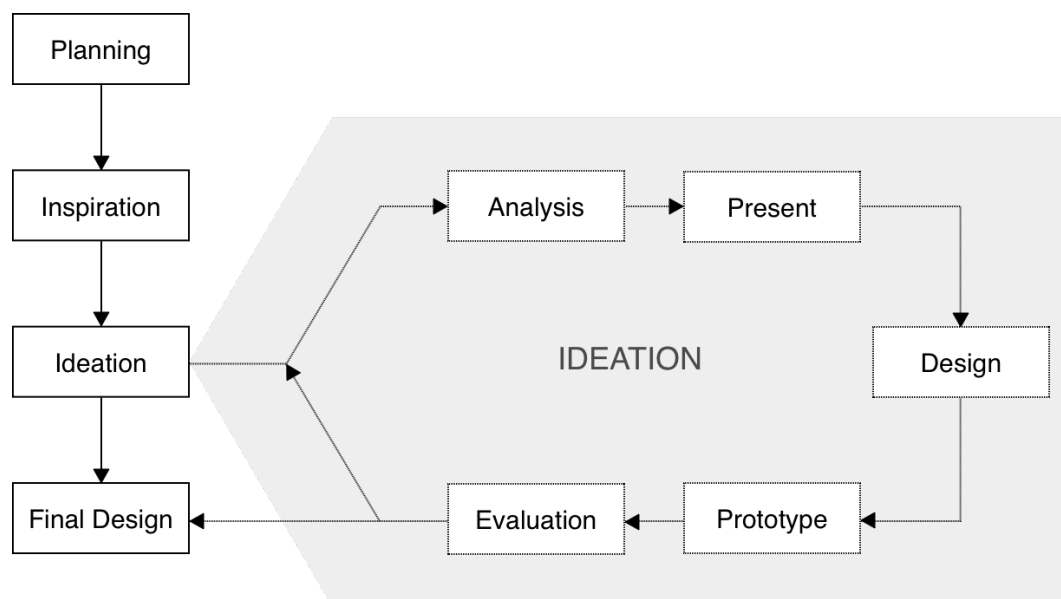 Planning
Inspiration
Analysis
Present
Ideation
IDEATION
Design
Final Design
Evaluation
Prototype